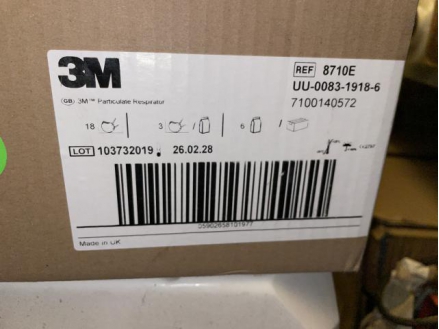 3M
REF 8710E
UU-0083-1918-6
GB 3M™ Particulate Respirator
7100140572
18 3 / 6 /
LOT 103732019 26.02.28
Made in UK